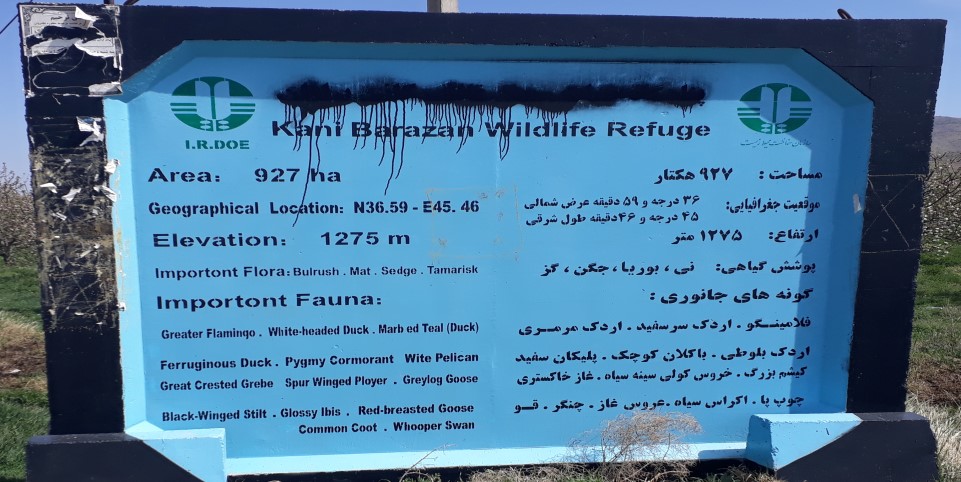 Kani Barazan Wildlife Refuge
I.R.DOE
Area: 927 ha
مساحت: ۹۲۷ هکتار
Geographical Location: N36.59 - E45. 46
موقعیت جغرافیایی: ۳۶ درجه و ۵۹ دقیقه عرض شمالی
۴۵ درجه و ۴۶ دقیقه طول شرقی
Elevation: 1275 m
ارتفاع: ۱۲۷۵ متر
Importont Flora: Bulrush . Mat . Sedge . Tamarisk
پوشش گیاهی: نی ، بوریا ، جگن ، گز
Importont Fauna:
گونه های جانوری :
Greater Flamingo . White-headed Duck . Marb ed Teal (Duck)
فلامینگو . اردک سرسفید . اردک مرمری
Ferruginous Duck . Pygmy Cormorant Wite Pelican
اردک بلوطی . باکلان کوچک . پلیکان سفید
Great Crested Grebe Spur Winged Ployer . Greylog Goose
کیشم بزرگ . خروس کولی سینه سیاه . غاز خاکستری
Black-Winged Stilt . Glossy Ibis . Red-breasted Goose
چوب پا . اکراس سیاه . عروس غاز . چنگر . قو
Common Coot . Whooper Swan